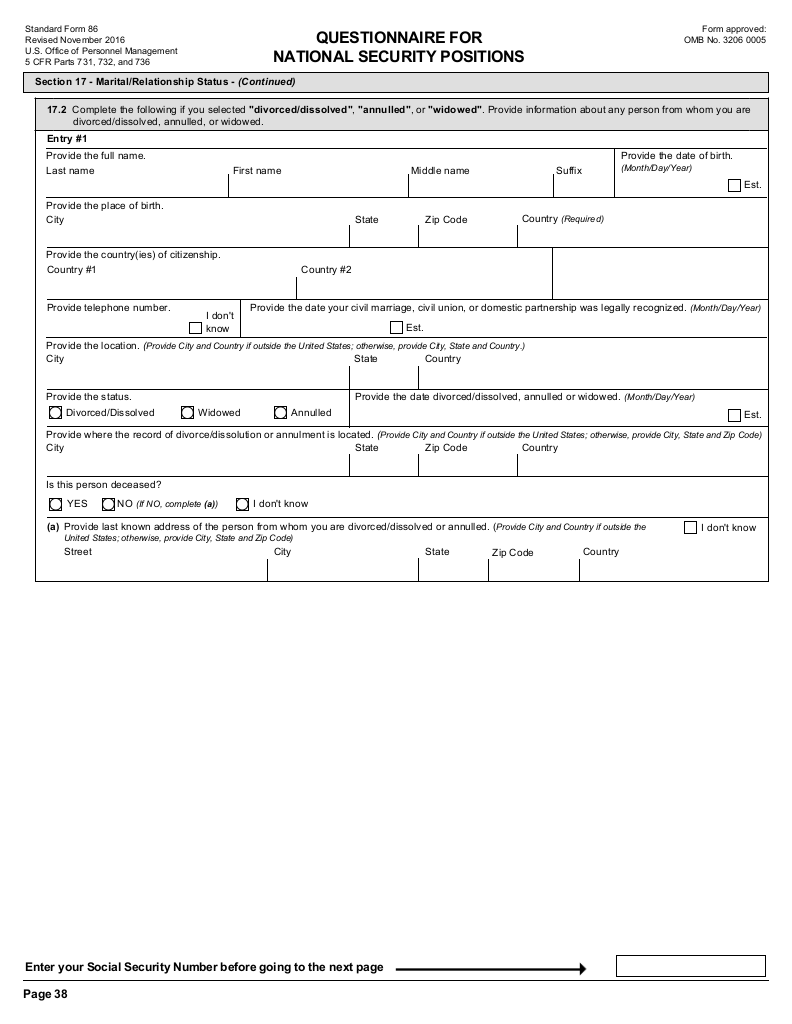 Standard Form 86
Revised November 2016
U.S. Office of Personnel Management
5 CFR Parts 731, 732, and 736
QUESTIONNAIRE FOR
NATIONAL SECURITY POSITIONS
Form approved:
OMB No. 3206 0005
Section 17 - Marital/Relationship Status - (Continued)
17.2 Complete the following if you selected "divorced/dissolved", "annulled", or "widowed". Provide information about any person from whom you are
divorced/dissolved, annulled, or widowed.
Entry #1
Provide the full name.
Last name First name Middle name Suffix
Provide the date of birth.
(Month/Day/Year)
Est.
Provide the place of birth.
City State Zip Code Country (Required)
Provide the country(ies) of citizenship.
Country #1 Country #2
Provide telephone number.
I don't
know
Provide the date your civil marriage, civil union, or domestic partnership was legally recognized. (Month/Day/Year)
Est.
Provide the location. (Provide City and Country if outside the United States; otherwise, provide City, State and Country.)
City State Country
Provide the status.
Divorced/Dissolved Widowed Annulled
Provide the date divorced/dissolved, annulled or widowed. (Month/Day/Year)
Est.
Provide where the record of divorce/dissolution or annulment is located. (Provide City and Country if outside the United States; otherwise, provide City, State and Zip Code)
City State Zip Code Country
Is this person deceased?
YES NO (If NO, complete (a)) I don't know
(a) Provide last known address of the person from whom you are divorced/dissolved or annulled. (Provide City and Country if outside the
United States; otherwise, provide City, State and Zip Code)
I don't know
Street City State Zip Code Country
Enter your Social Security Number before going to the next page
Page 38